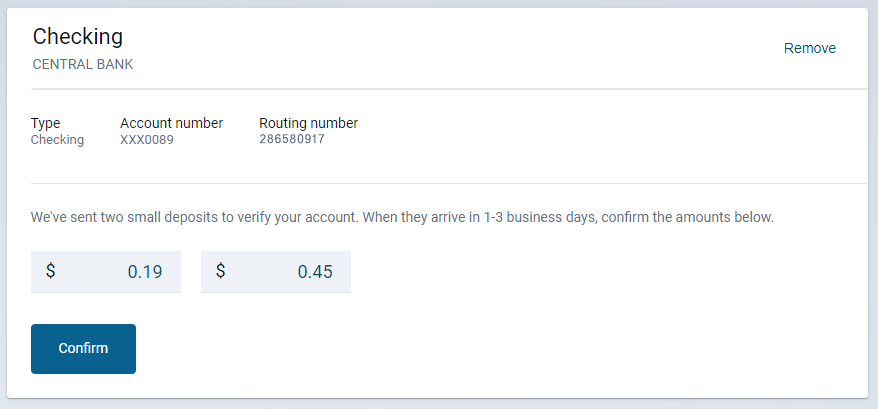 Checking
Remove
CENTRAL BANK
Type Account number Routing number
Checking XXX0089 286580917
We've sent two small deposits to verify your account. When they arrive in 1-3 business days, confirm the amounts below.
$ 0.19 $ 0.45
Confirm